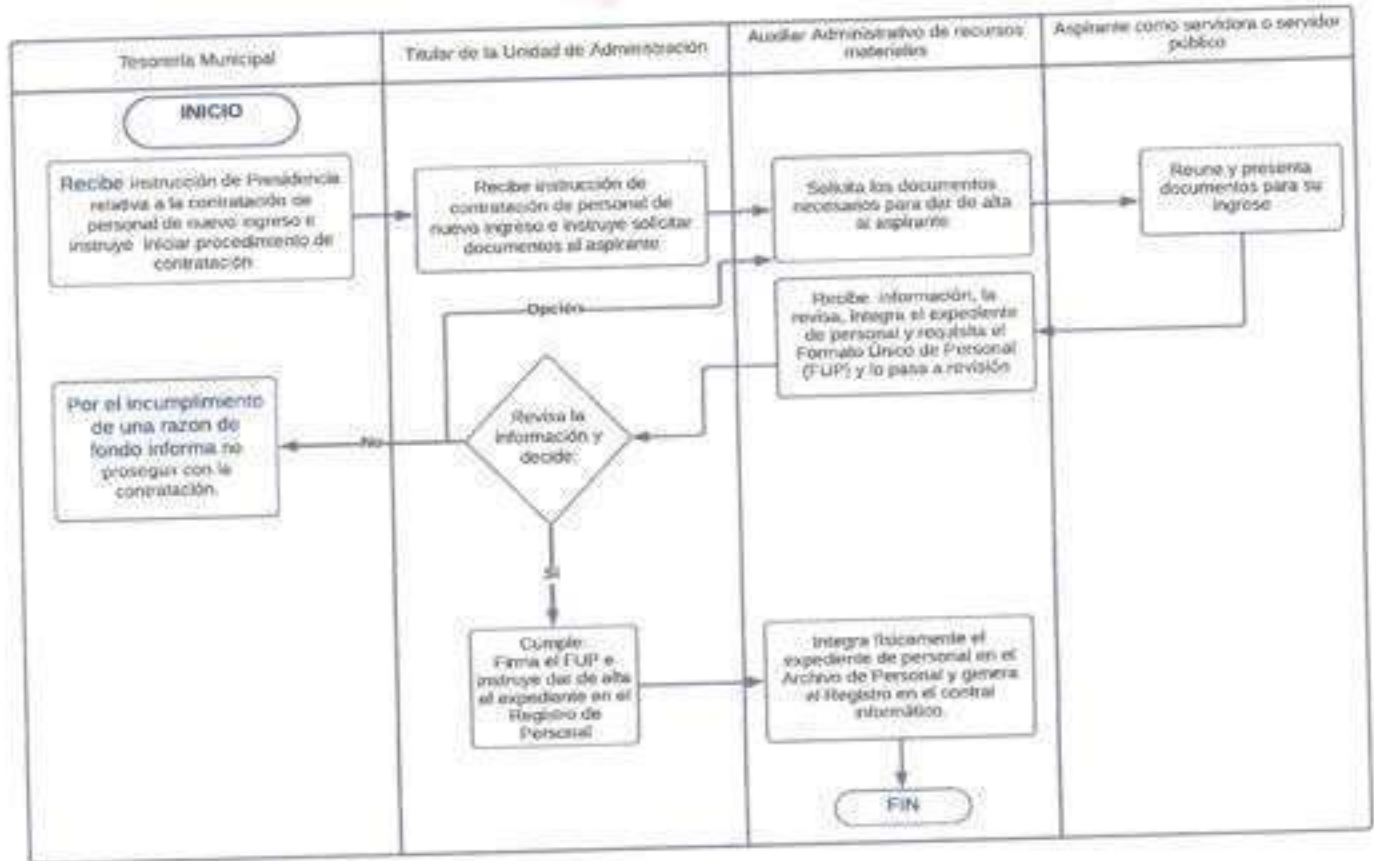 Tesorería Municipal
Titular de la Unidad de Administración
Auxiliar Administrativo de recursos
materiales
Aspirante como servidora o servidor
público
INICIO
Recibe instrucción de Presidencia
relativa a la contratación de
personal de nuevo ingreso e
instruye iniciar procedimiento de
contratación
Recibe instrucción de
contratación de personal de
nuevo ingreso e instruye solicitar
documentos al aspirante
Solicita los documentos
necesarios para dar de alta
al aspirante
Reune y presenta
documentos para su
ingreso
Opción
Recibe información, la
revisa, integra el expediente
de personal y requisita el
Formato Único de Personal
(FUP) y lo pasa a revisión
Revisa la
información y
decide:
No
Por el incumplimiento
de una razon de
fondo informa no
proseguir con la
contratación.
Si
Cumple:
Firma el FUP e
instruye dar de alta
el expediente en el
Registro de
Personal
Integra físicamente el
expediente de personal en el
Archivo de Personal y genera
el Registro en el control
informático.
FIN